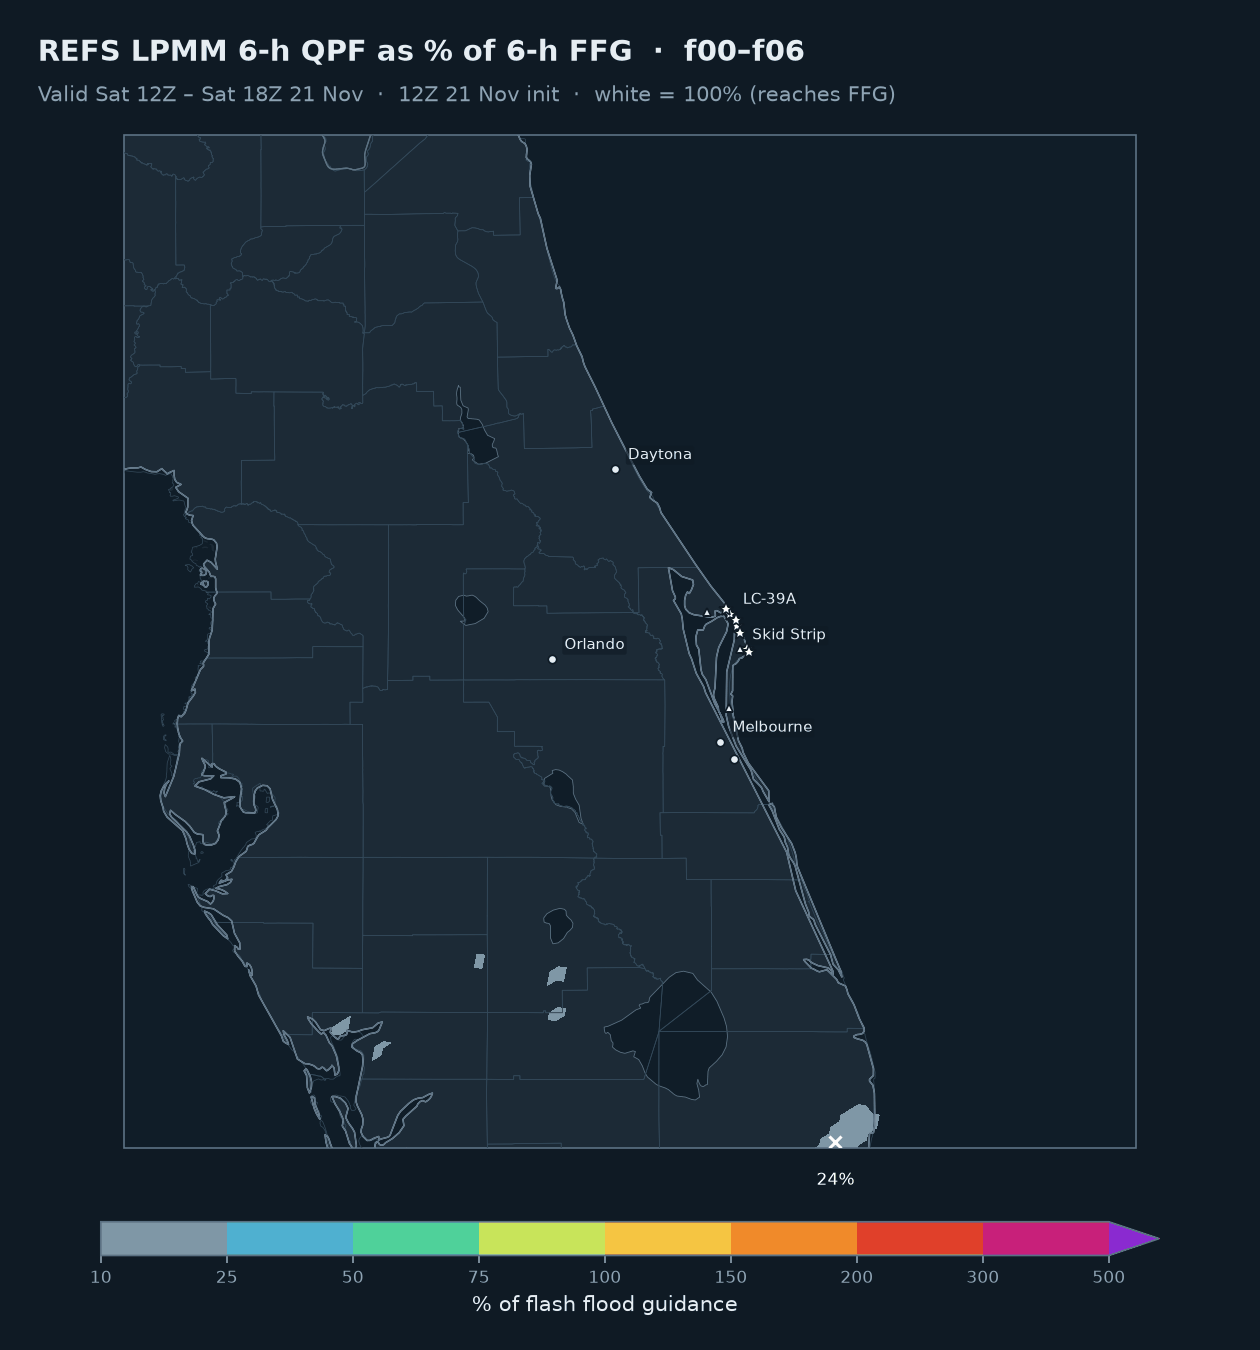 REFS LPMM 6-h QPF as % of 6-h FFG · f00–f06
Valid Sat 12Z – Sat 18Z 21 Nov · 12Z 21 Nov init · white = 100% (reaches FFG)
Daytona
LC-39A
Skid Strip
Orlando
Melbourne
24%
10 25 50 75 100 150 200 300 500
% of flash flood guidance